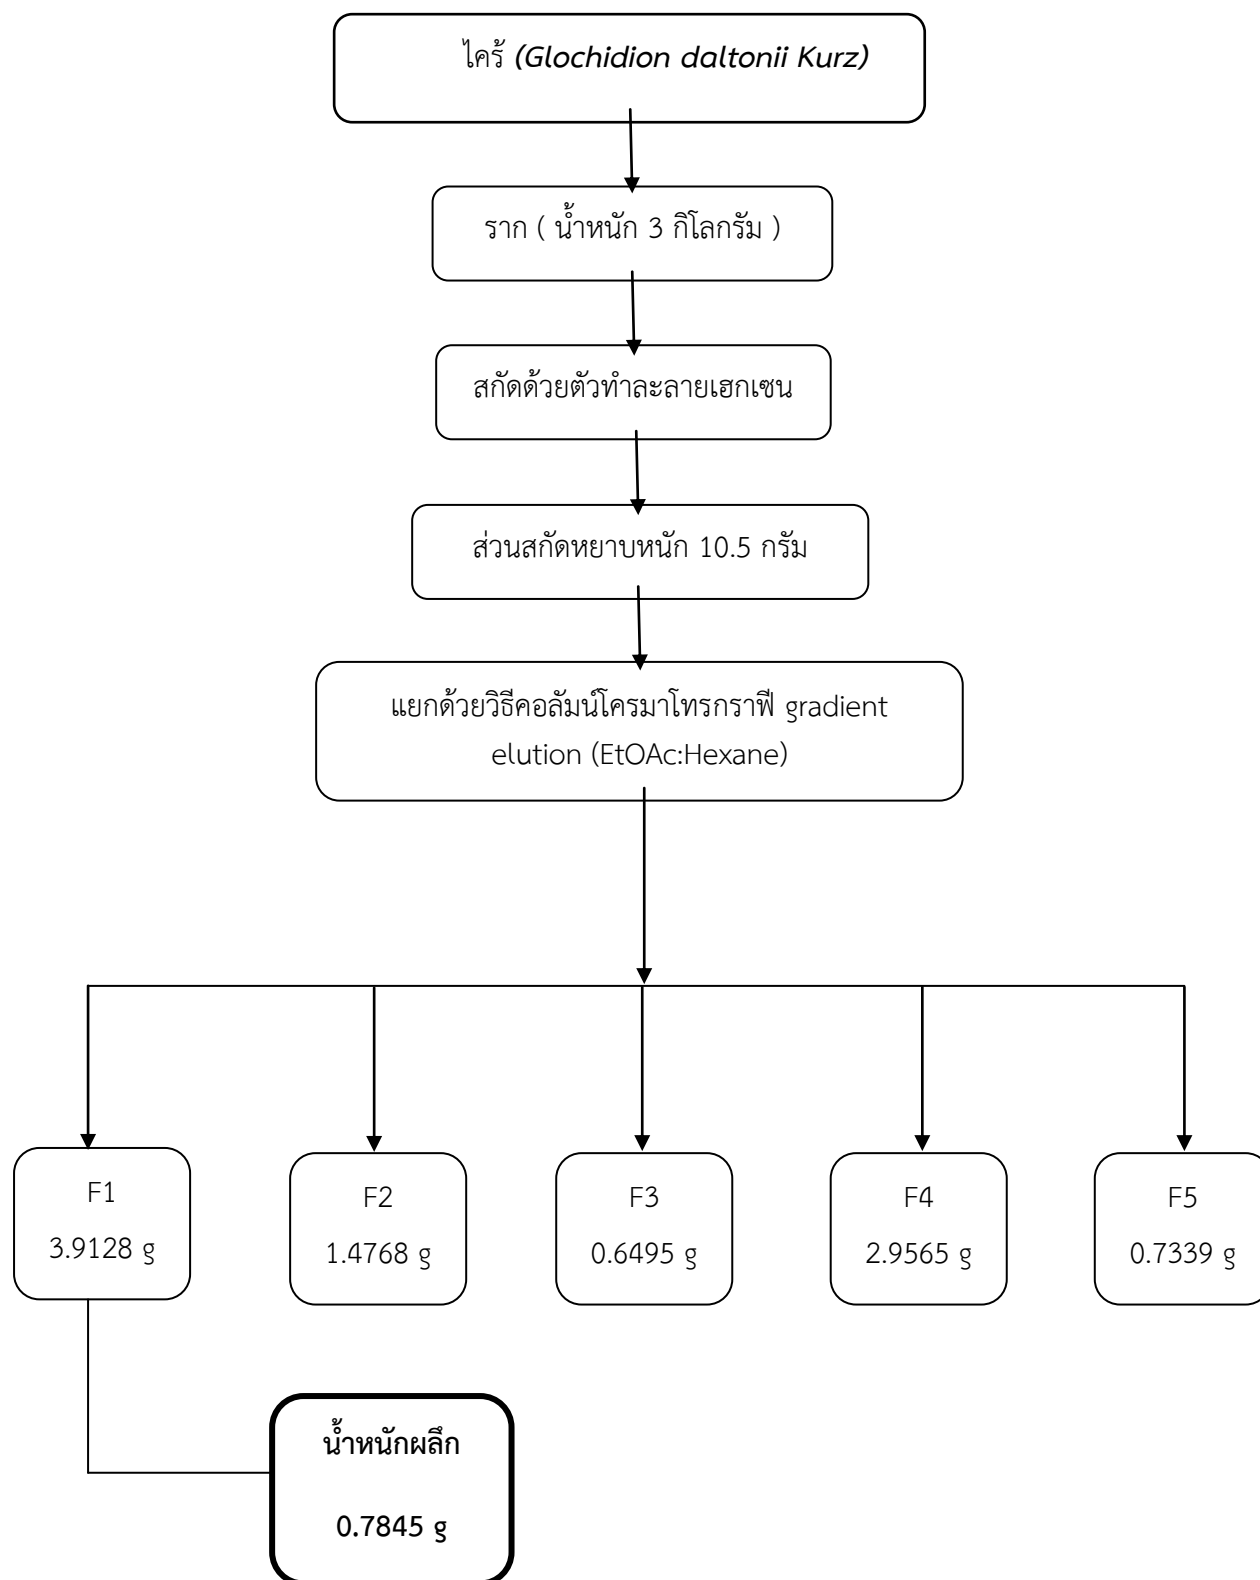 ไคร้ (Glochidion daltonii Kurz)
ราก ( น้ำหนัก 3 กิโลกรัม )
สกัดด้วยตัวทำละลายเฮกเซน
ส่วนสกัดหยาบหนัก 10.5 กรัม
แยกด้วยวิธีคอลัมน์โครมาโทรกราฟี gradient
elution (EtOAc:Hexane)
F1
3.9128 g
F2
1.4768 g
F3
0.6495 g
F4
2.9565 g
F5
0.7339 g
น้ำหนักผลึก
0.7845 g